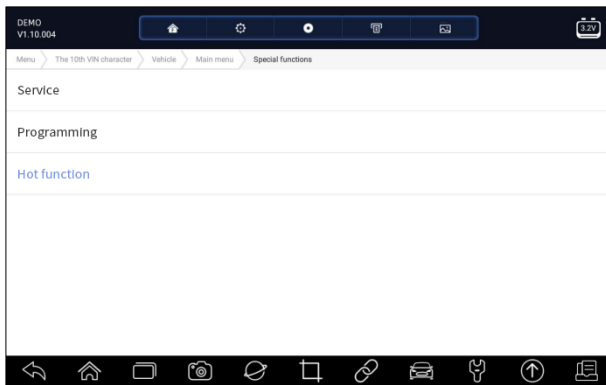 DEMO
V1.10.004
3.2V
Menu The 10th VIN character Vehicle Main menu Special functions
Service
Programming
Hot function